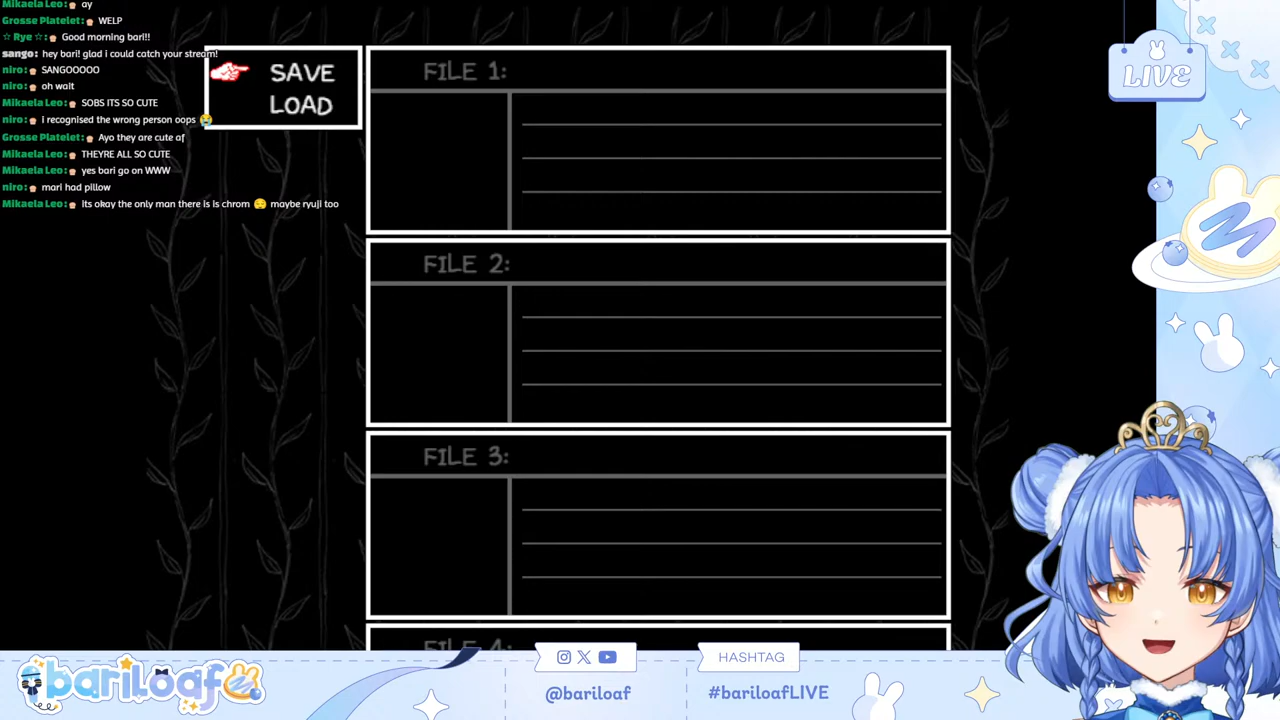 Mikaela Leo: ay
Grosse Platelet: WELP
☆ Rye ☆: Good morning bari!!
sango: hey bari! glad i could catch your stream!
niro: SANGOOOOO
niro: oh wait
Mikaela Leo: SOBS ITS SO CUTE
niro: i recognised the wrong person oops 😭
Grosse Platelet: Ayo they are cute af
Mikaela Leo: THEYRE ALL SO CUTE
Mikaela Leo: yes bari go on WWW
niro: mari had pillow
Mikaela Leo: its okay the only man there is is chrom 😌 maybe ryuji too
SAVE
LOAD
FILE 1:
FILE 2:
FILE 3:
FILE 4:
LIVE
bariloaf
@bariloaf
HASHTAG
#bariloafLIVE